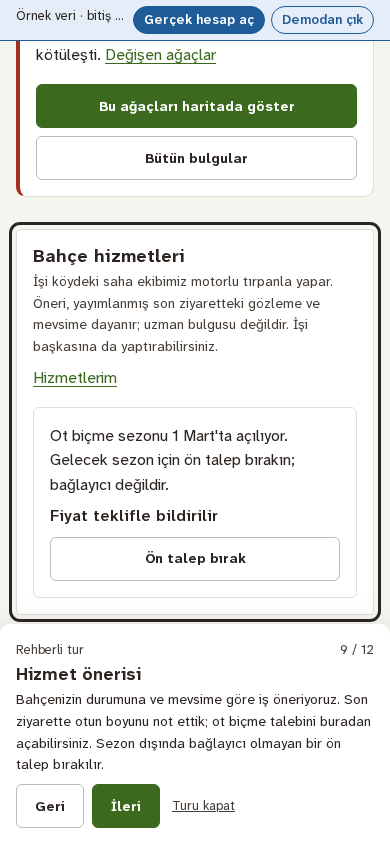 Örnek veri · bitiş ...
Gerçek hesap aç
Demodan çık
kötüleşti. Değişen ağaçlar
Bu ağaçları haritada göster
Bütün bulgular
Bahçe hizmetleri
İşi köydeki saha ekibimiz motorlu tırpanla yapar.
Öneri, yayımlanmış son ziyaretteki gözleme ve
mevsime dayanır; uzman bulgusu değildir. İşi
başkasına da yaptırabilirsiniz.
Hizmetlerim
Ot biçme sezonu 1 Mart'ta açılıyor.
Gelecek sezon için ön talep bırakın;
bağlayıcı değildir.
Fiyat teklifle bildirilir
Ön talep bırak
Rehberli tur
9 / 12
Hizmet önerisi
Bahçenizin durumuna ve mevsime göre iş öneriyoruz. Son
ziyarette otun boyunu not ettik; ot biçme talebini buradan
açabilirsiniz. Sezon dışında bağlayıcı olmayan bir ön
talep bırakılır.
Geri
İleri
Turu kapat